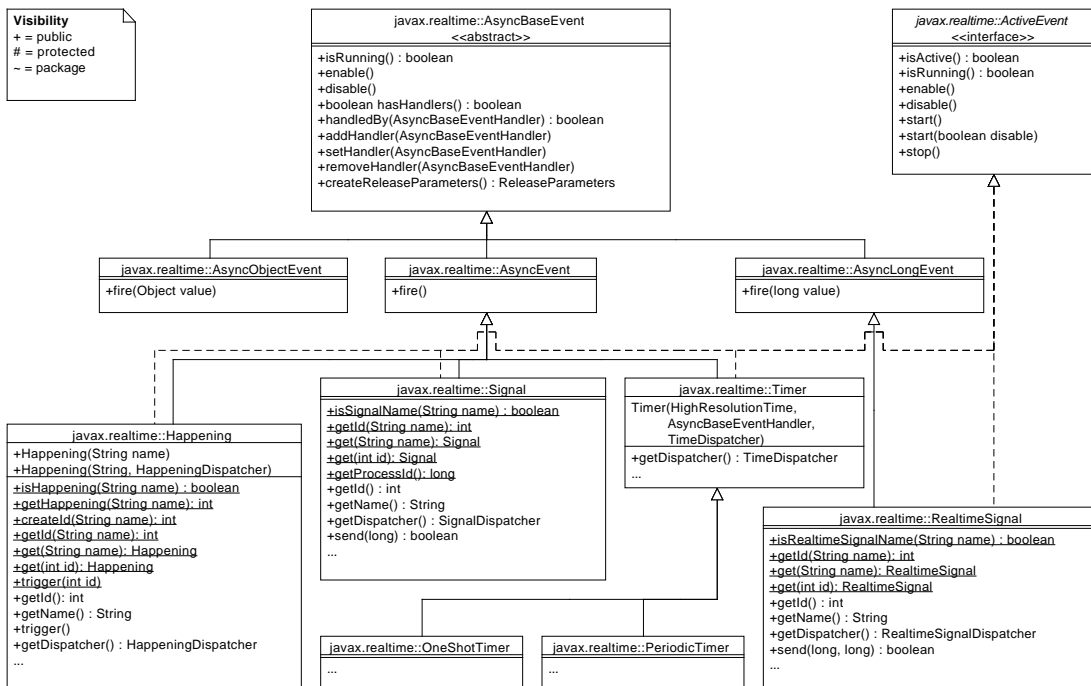 Visibility
+ = public
# = protected
~ = package
javax.realtime::AsyncBaseEvent
<<abstract>>
+isRunning() : boolean
+enable()
+disable()
+boolean hasHandlers() : boolean
+handledBy(AsyncBaseEventHandler) : boolean
+addHandler(AsyncBaseEventHandler)
+setHandler(AsyncBaseEventHandler)
+removeHandler(AsyncBaseEventHandler)
+createReleaseParameters() : ReleaseParameters
javax.realtime::ActiveEvent
<<interface>>
+isActive() : boolean
+isRunning() : boolean
+enable()
+disable()
+start()
+start(boolean disable)
+stop()
javax.realtime::AsyncObjectEvent
+fire(Object value)
javax.realtime::AsyncEvent
+fire()
javax.realtime::AsyncLongEvent
+fire(long value)
javax.realtime::Happening
+Happening(String name)
+Happening(String, HappeningDispatcher)
+isHappening(String name) : boolean
+getHappening(String name): int
+createId(String name): int
+getId(String name): int
+get(String name): Happening
+get(int id): Happening
+trigger(int id)
+getId(): int
+getName() : String
+trigger()
+getDispatcher() : HappeningDispatcher
...
javax.realtime::Signal
+isSignalName(String name) : boolean
+getId(String name): int
+get(String name): Signal
+get(int id): Signal
+getProcessId(): long
+getId() : int
+getName() : String
+getDispatcher() : SignalDispatcher
+send(long) : boolean
...
javax.realtime::Timer
Timer(HighResolutionTime,
AsyncBaseEventHandler,
TimeDispatcher)
+getDispatcher() : TimeDispatcher
...
javax.realtime::RealtimeSignal
+isRealtimeSignalName(String name) : boolean
+getId(String name): int
+get(String name): RealtimeSignal
+get(int id): RealtimeSignal
+getId() : int
+getName() : String
+getDispatcher() : RealtimeSignalDispatcher
+send(long, long) : boolean
...
javax.realtime::OneShotTimer
...
javax.realtime::PeriodicTimer
...